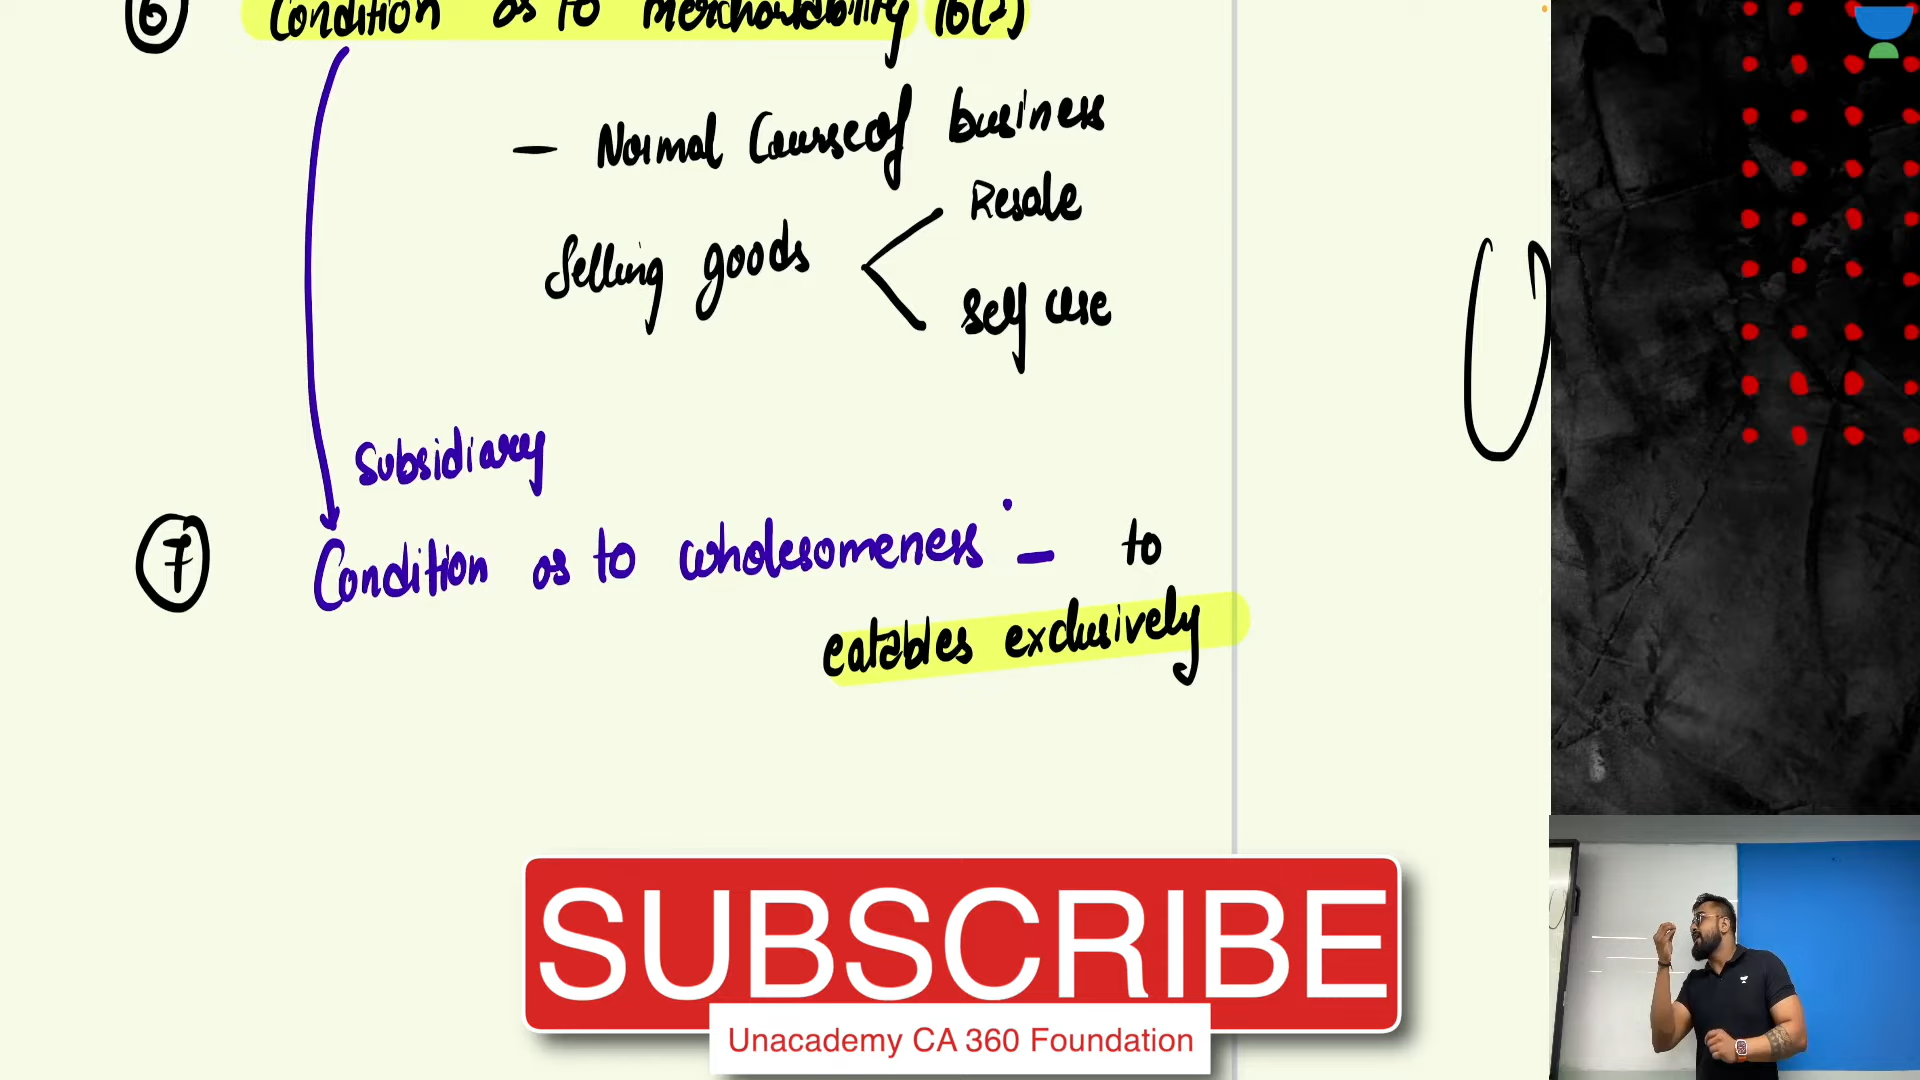 6 Condition as to merchantability 16(2)
— Normal Course of business
Selling goods
Resale
Self use
Subsidiary
7 Condition as to wholesomeness — to
eatables exclusively
SUBSCRIBE
Unacademy CA 360 Foundation